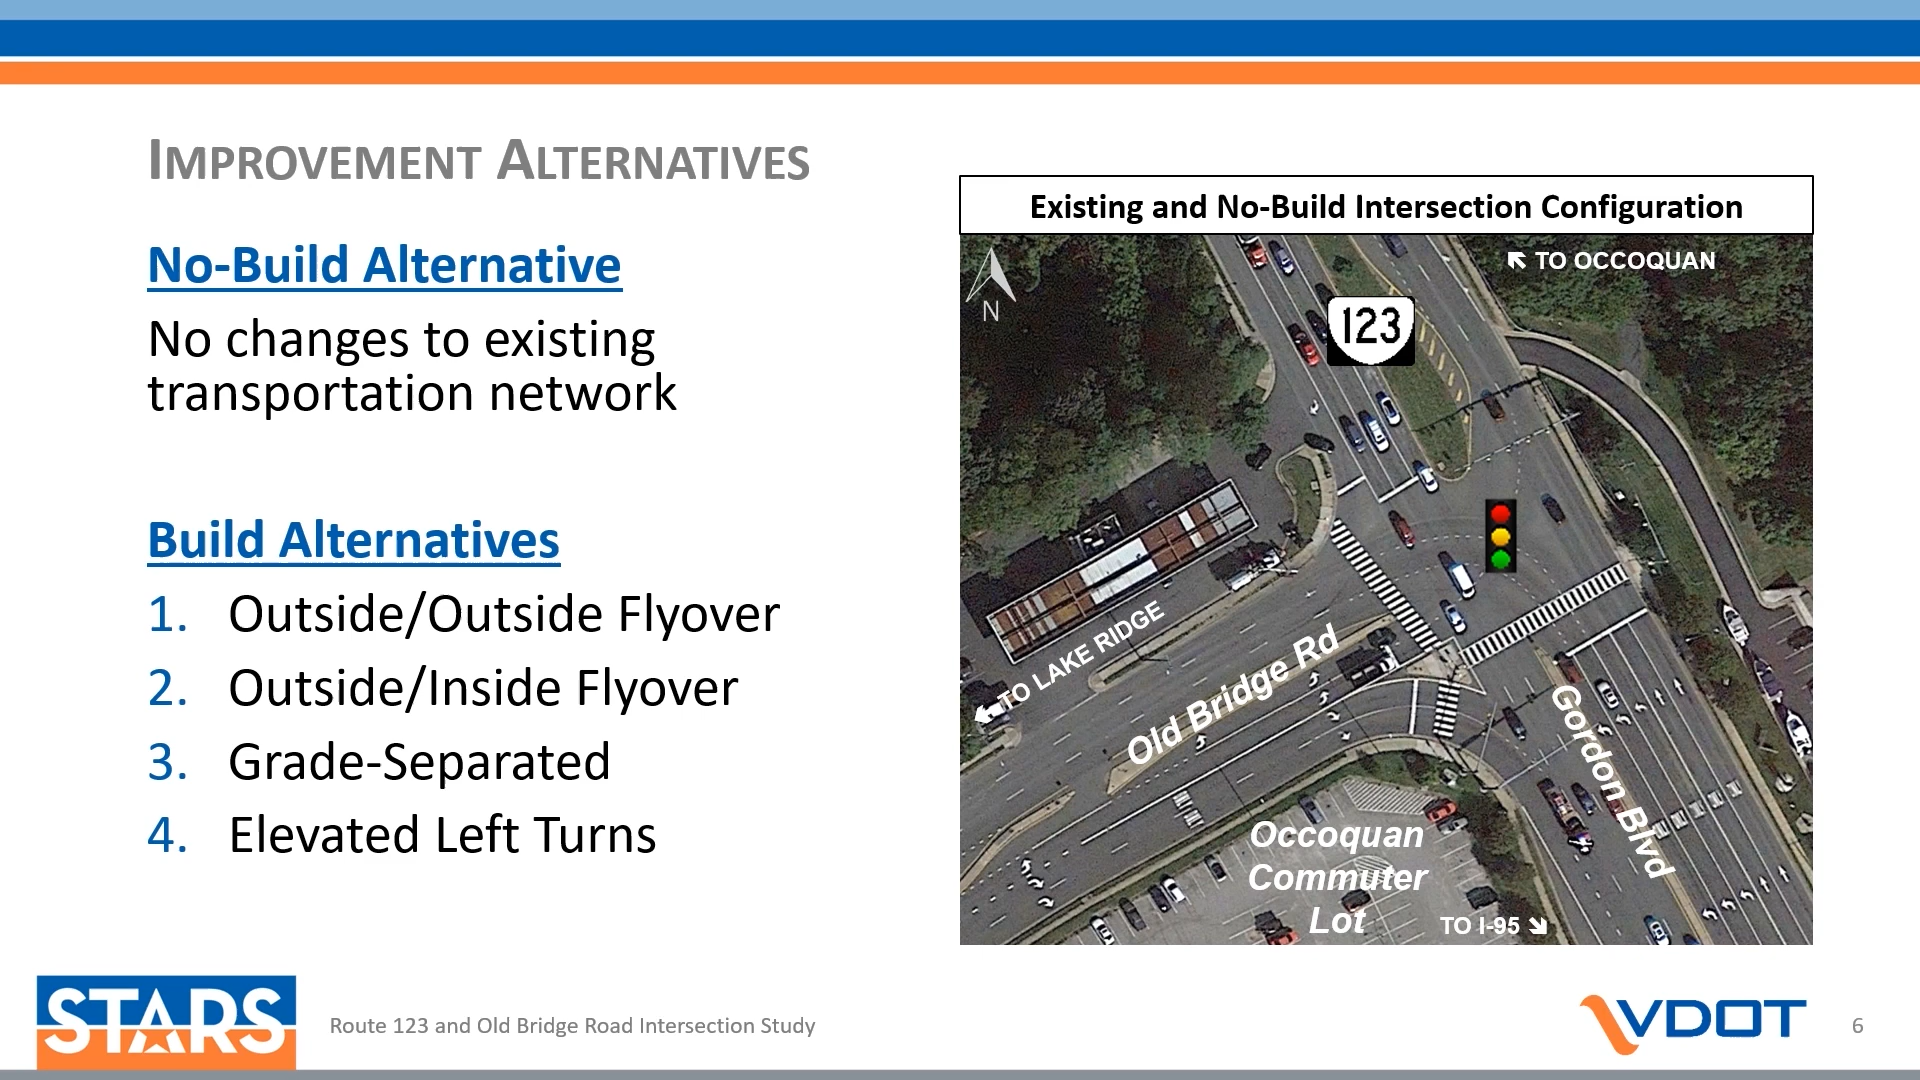 IMPROVEMENT ALTERNATIVES
No-Build Alternative
No changes to existing
transportation network
Build Alternatives
1. Outside/Outside Flyover
2. Outside/Inside Flyover
3. Grade-Separated
4. Elevated Left Turns
Existing and No-Build Intersection Configuration
N
TO OCCOQUAN
123
TO LAKE RIDGE
Old Bridge Rd
Gordon Blvd
Occoquan
Commuter
Lot
TO I-95
STARS
Route 123 and Old Bridge Road Intersection Study
VDOT
6